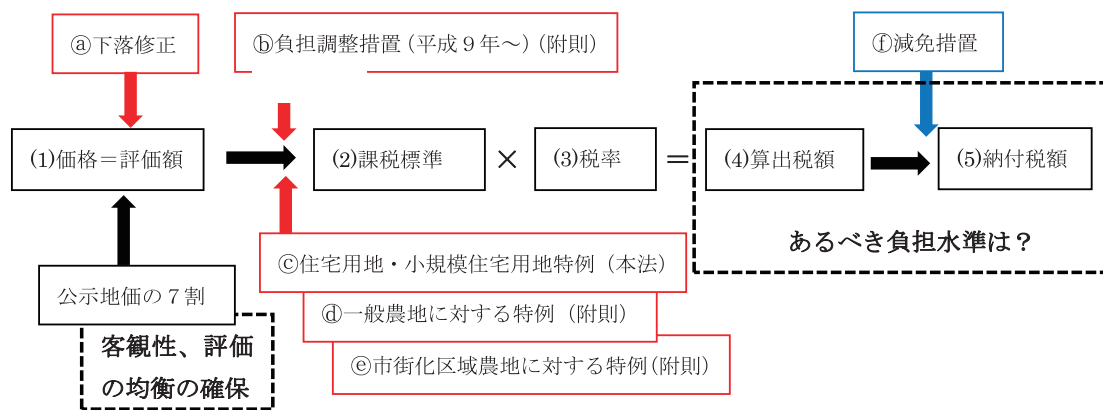 ⓐ下落修正
ⓑ負担調整措置(平成９年～)(附則)
ⓕ減免措置
(1)価格＝評価額
(2)課税標準
×
(3)税率
＝
(4)算出税額
(5)納付税額
あるべき負担水準は？
ⓒ住宅用地・小規模住宅用地特例（本法）
公示地価の７割
ⓓ一般農地に対する特例（附則）
客観性、評価
の均衡の確保
ⓔ市街化区域農地に対する特例(附則)